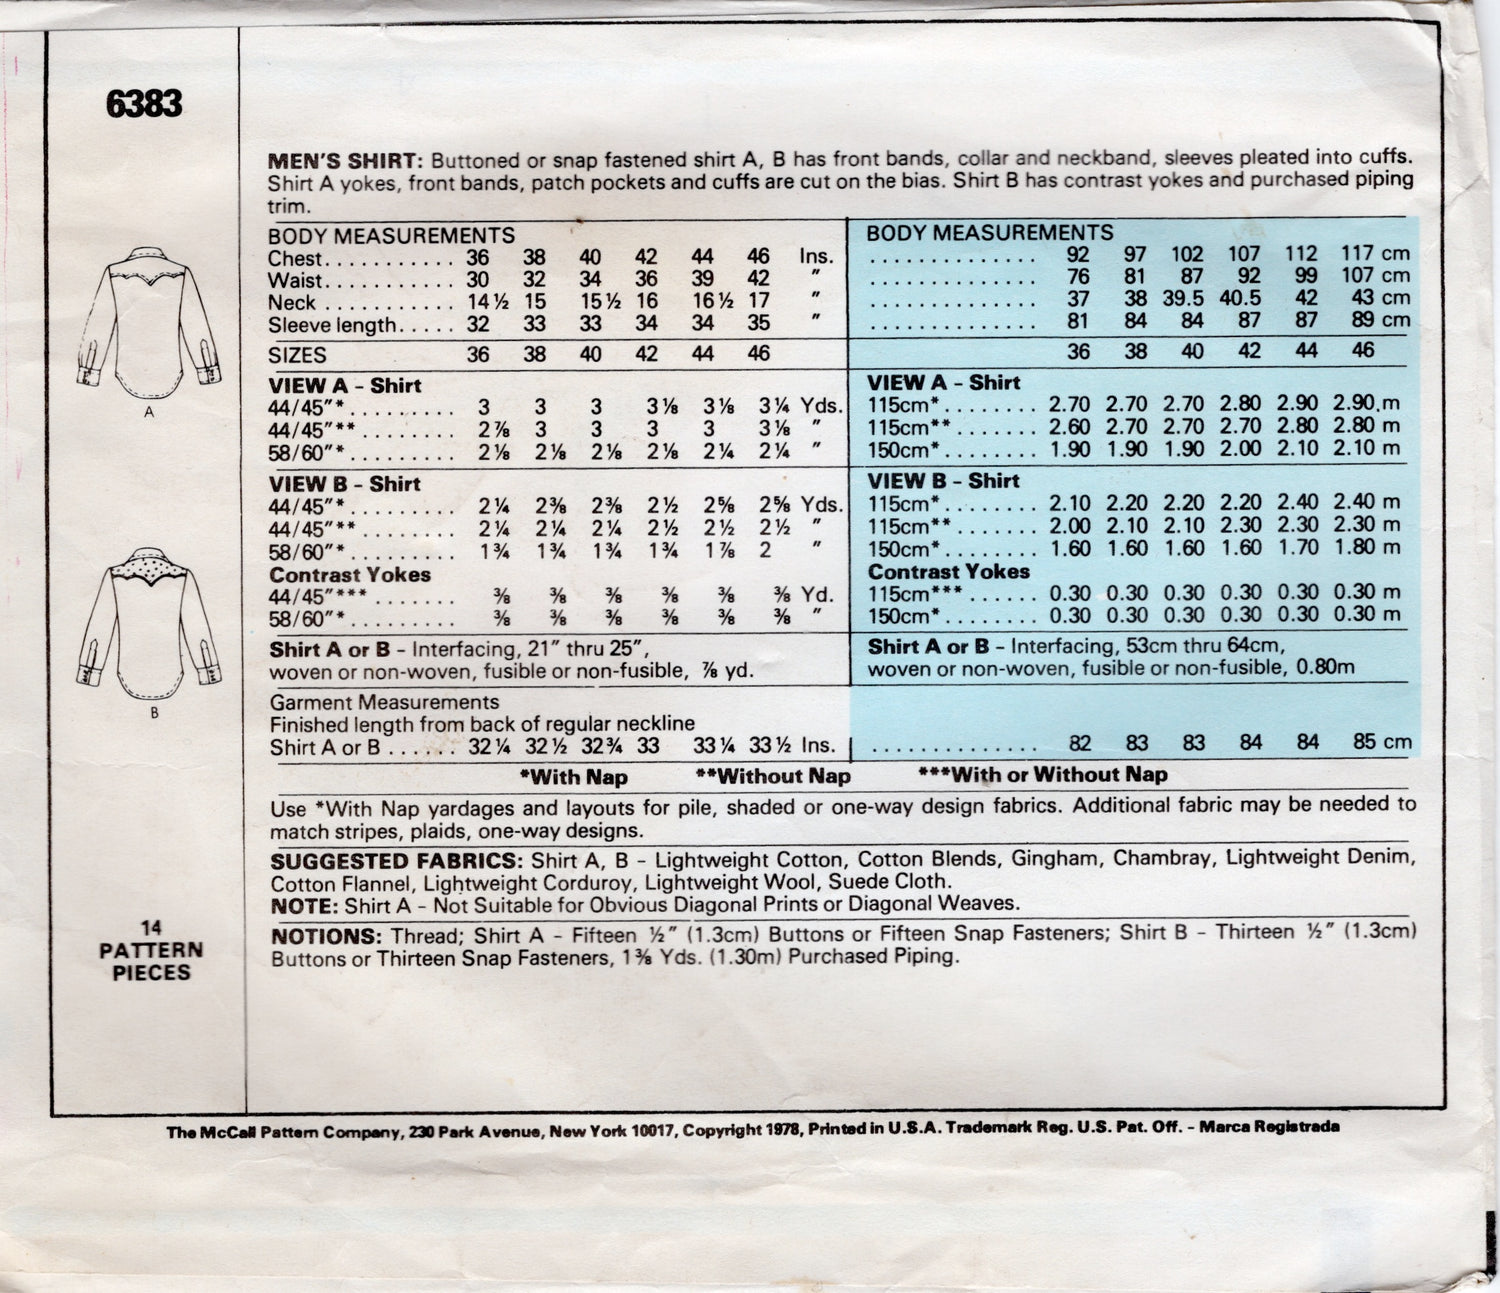 6383
MEN'S SHIRT: Buttoned or snap fastened shirt A, B has front bands, collar and neckband, sleeves pleated into cuffs.
Shirt A yokes, front bands, patch pockets and cuffs are cut on the bias. Shirt B has contrast yokes and purchased piping
trim.
BODY MEASUREMENTS
Chest........... 36 38 40 42 44 46 Ins.
Waist........... 30 32 34 36 39 42 "
Neck ........... 14½ 15 15½ 16 16½ 17 "
Sleeve length..... 32 33 33 34 34 35 "
SIZES 36 38 40 42 44 46
VIEW A - Shirt
44/45"* ......... 3 3 3 3⅛ 3⅛ 3¼ Yds.
44/45"** ........ 2⅞ 3 3 3 3 3⅛ "
58/60"* ......... 2⅛ 2⅛ 2⅛ 2⅛ 2¼ 2¼ "
VIEW B - Shirt
44/45"* ......... 2¼ 2⅜ 2⅜ 2½ 2⅝ 2⅝ Yds.
44/45"** ........ 2¼ 2¼ 2¼ 2½ 2½ 2½ "
58/60"* ......... 1¾ 1¾ 1¾ 1¾ 1⅞ 2 "
Contrast Yokes
44/45"*** ....... ⅜ ⅜ ⅜ ⅜ ⅜ ⅜ Yd.
58/60"* ......... ⅜ ⅜ ⅜ ⅜ ⅜ ⅜ "
Shirt A or B - Interfacing, 21" thru 25",
woven or non-woven, fusible or non-fusible, ⅞ yd.
Garment Measurements
Finished length from back of regular neckline
Shirt A or B ...... 32¼ 32½ 32¾ 33 33¼ 33½ Ins.
BODY MEASUREMENTS
.............. 92 97 102 107 112 117 cm
.............. 76 81 87 92 99 107 cm
.............. 37 38 39.5 40.5 42 43 cm
.............. 81 84 84 87 87 89 cm
36 38 40 42 44 46
VIEW A - Shirt
115cm*........ 2.70 2.70 2.70 2.80 2.90 2.90.m
115cm** ....... 2.60 2.70 2.70 2.70 2.80 2.80 m
150cm*........ 1.90 1.90 1.90 2.00 2.10 2.10 m
VIEW B - Shirt
115cm*........ 2.10 2.20 2.20 2.20 2.40 2.40 m
115cm** ....... 2.00 2.10 2.10 2.30 2.30 2.30 m
150cm*........ 1.60 1.60 1.60 1.60 1.70 1.80 m
Contrast Yokes
115cm*** ...... 0.30 0.30 0.30 0.30 0.30 0.30 m
150cm*........ 0.30 0.30 0.30 0.30 0.30 0.30 m
Shirt A or B - Interfacing, 53cm thru 64cm,
woven or non-woven, fusible or non-fusible, 0.80m
.............. 82 83 83 84 84 85 cm
*With Nap **Without Nap ***With or Without Nap
Use *With Nap yardages and layouts for pile, shaded or one-way design fabrics. Additional fabric may be needed to
match stripes, plaids, one-way designs.
SUGGESTED FABRICS: Shirt A, B - Lightweight Cotton, Cotton Blends, Gingham, Chambray, Lightweight Denim,
Cotton Flannel, Lightweight Corduroy, Lightweight Wool, Suede Cloth.
NOTE: Shirt A - Not Suitable for Obvious Diagonal Prints or Diagonal Weaves.
NOTIONS: Thread; Shirt A - Fifteen ½" (1.3cm) Buttons or Fifteen Snap Fasteners; Shirt B - Thirteen ½" (1.3cm)
Buttons or Thirteen Snap Fasteners, 1⅜ Yds. (1.30m) Purchased Piping.
A
B
14
PATTERN
PIECES
The McCall Pattern Company, 230 Park Avenue, New York 10017, Copyright 1978, Printed in U.S.A. Trademark Reg. U.S. Pat. Off. - Marca Registrada